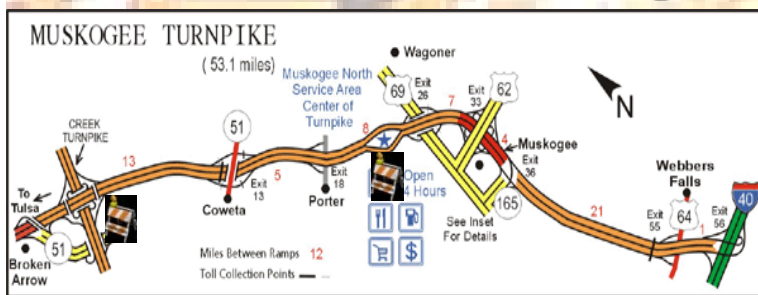 MUSKOGEE TURNPIKE
( 53.1 miles)
Wagoner
Muskogee North
Service Area
Center of
Turnpike
69
Exit
26
7
Exit
33
62
N
CREEK
TURNPIKE
51
8
4
Muskogee
13
5
Exit
36
To
Tulsa
Exit
13
Exit
18
Open
4 Hours
Webbers
Falls
Coweta
Porter
165
40
51
See Inset
For Details
21
64
Exit
55
1
Exit
56
Broken
Arrow
Miles Between Ramps 12
Toll Collection Points
$